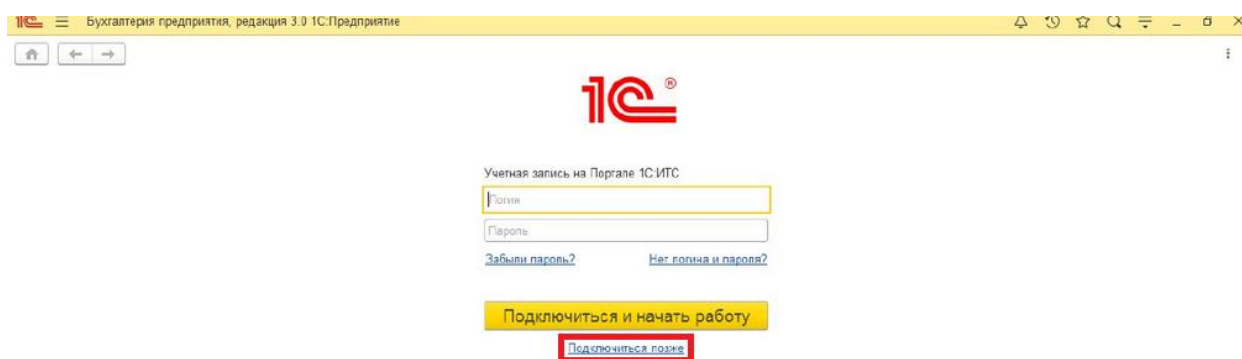 1С Бухгалтерия предприятия, редакция 3.0 1С:Предприятие
1С ®
Учетная запись на Портале 1С:ИТС
Логин
Пароль
Забыли пароль? Нет логина и пароля?
Подключиться и начать работу
Подключиться позже